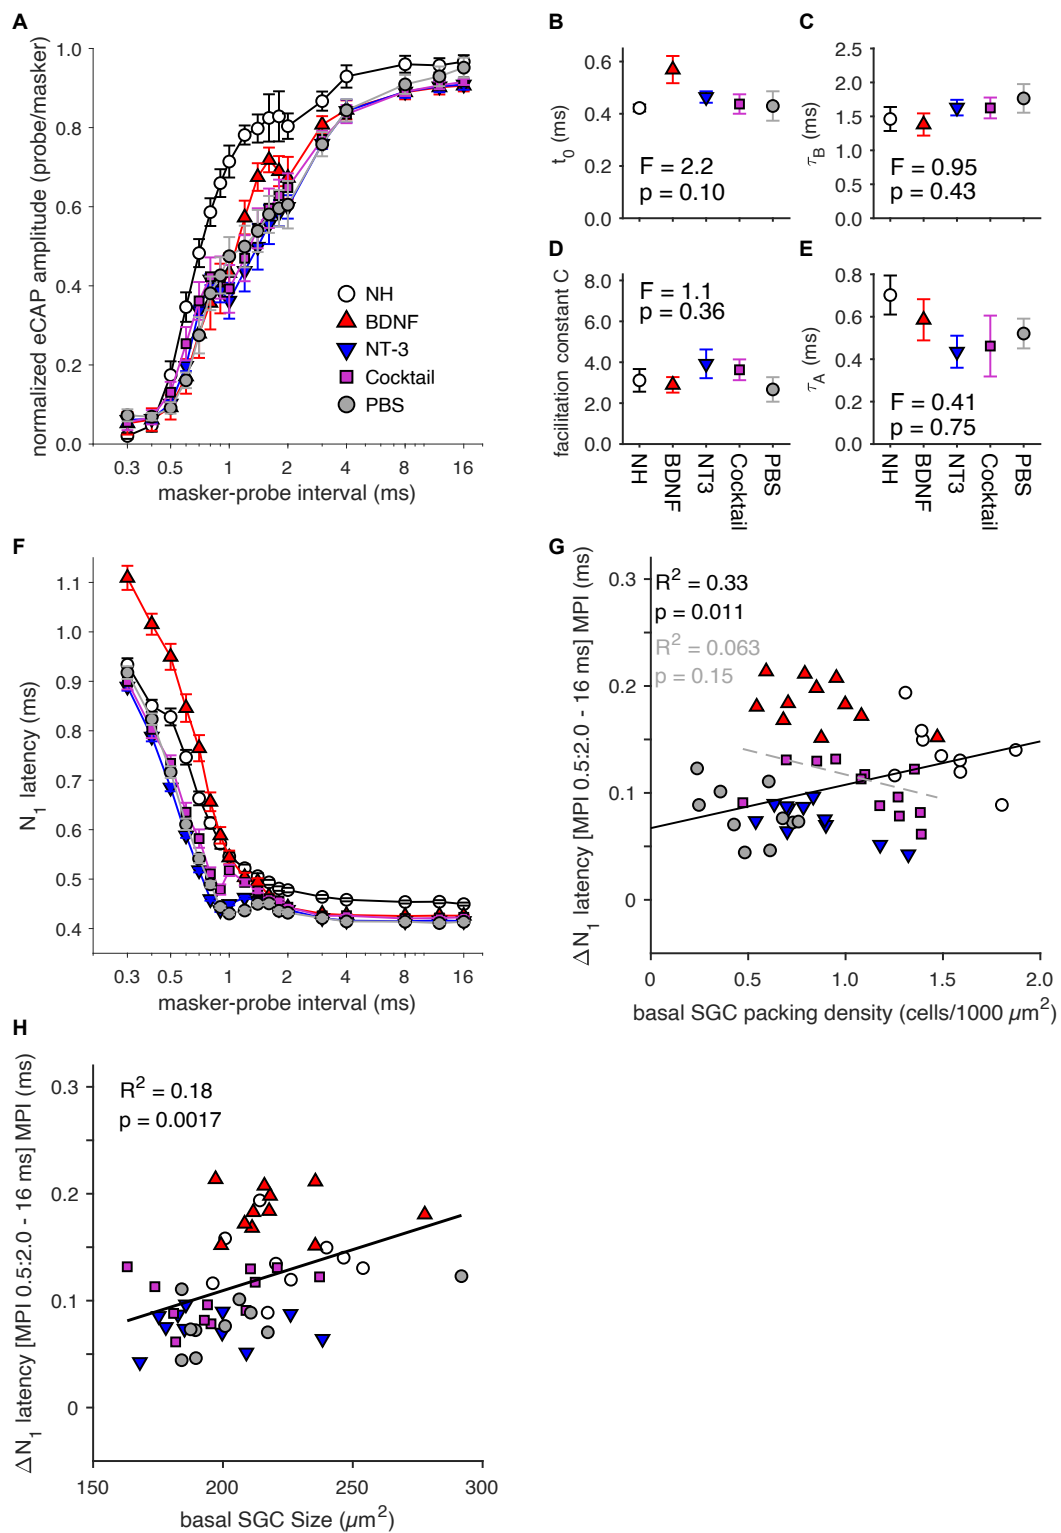 A
normalized eCAP amplitude (probe/masker)
1.0
0.8
0.6
0.4
0.2
0.0
0.3 0.5 1 2 4 8 16
masker-probe interval (ms)
NH
BDNF
NT-3
Cocktail
PBS
B
t0 (ms)
0.6
0.4
0.2
0.0
F = 2.2
p = 0.10
C
τB (ms)
2.5
2.0
1.5
1.0
0.5
0.0
F = 0.95
p = 0.43
D
facilitation constant C
8.0
6.0
4.0
2.0
0.0
F = 1.1
p = 0.36
NH
BDNF
NT3
Cocktail
PBS
E
τA (ms)
0.8
0.6
0.4
0.2
0.0
F = 0.41
p = 0.75
NH
BDNF
NT3
Cocktail
PBS
F
N1 latency (ms)
1.1
1.0
0.9
0.8
0.7
0.6
0.5
0.4
0.3 0.5 1 2 4 8 16
masker-probe interval (ms)
G
ΔN1 latency [MPI 0.5:2.0 - 16 ms] MPI (ms)
0.3
0.2
0.1
0
R2 = 0.33
p = 0.011
R2 = 0.063
p = 0.15
0 0.5 1.0 1.5 2.0
basal SGC packing density (cells/1000 µm2)
H
ΔN1 latency [MPI 0.5:2.0 - 16 ms] MPI (ms)
0.3
0.2
0.1
0
R2 = 0.18
p = 0.0017
150 200 250 300
basal SGC Size (µm2)